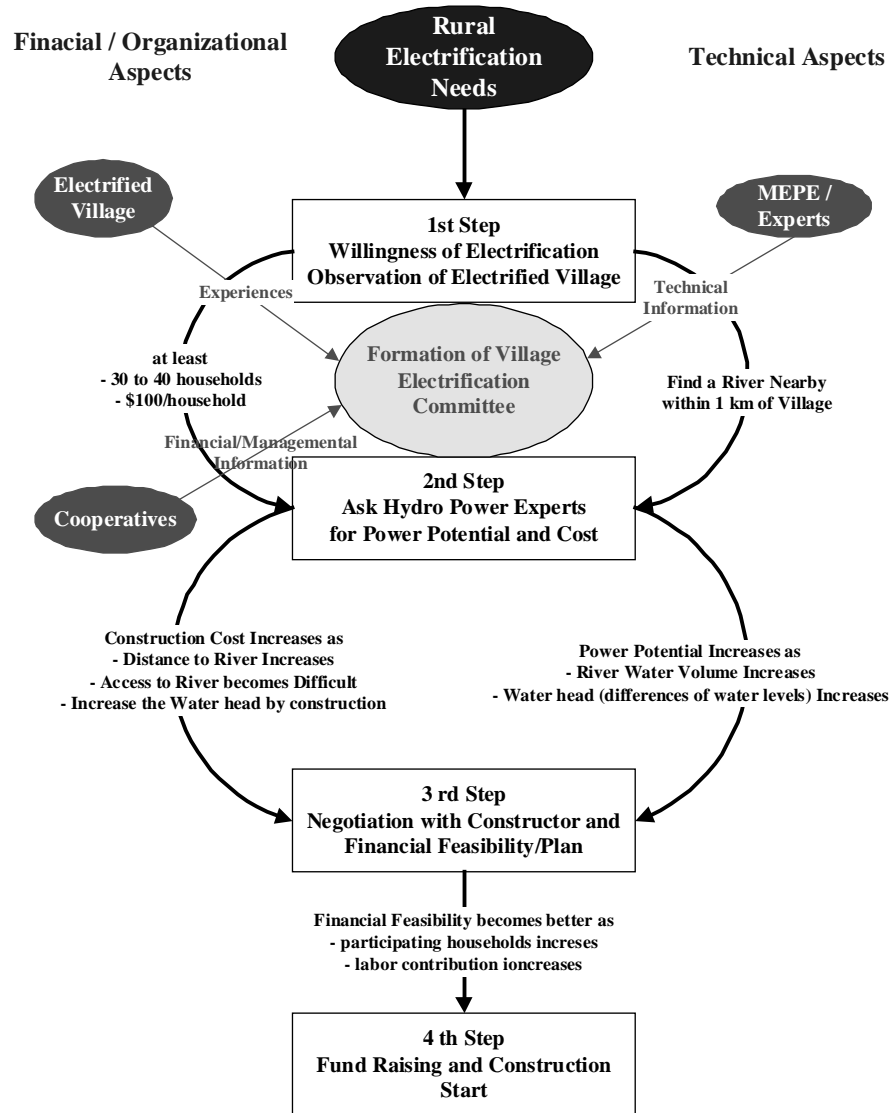 Finacial / Organizational
Aspects
Rural
Electrification
Needs
Technical Aspects
Electrified
Village
MEPE /
Experts
1st Step
Willingness of Electrification
Observation of Electrified Village
Experiences
Technical
Information
Formation of Village
Electrification
Committee
at least
- 30 to 40 households
- $100/household
Find a River Nearby
within 1 km of Village
Financial/Managemental
Information
Cooperatives
2nd Step
Ask Hydro Power Experts
for Power Potential and Cost
Construction Cost Increases as
- Distance to River Increases
- Access to River becomes Difficult
- Increase the Water head by construction
Power Potential Increases as
- River Water Volume Increases
- Water head (differences of water levels) Increases
3 rd Step
Negotiation with Constructor and
Financial Feasibility/Plan
Financial Feasibility becomes better as
- participating households increses
- labor contribution ioncreases
4 th Step
Fund Raising and Construction
Start